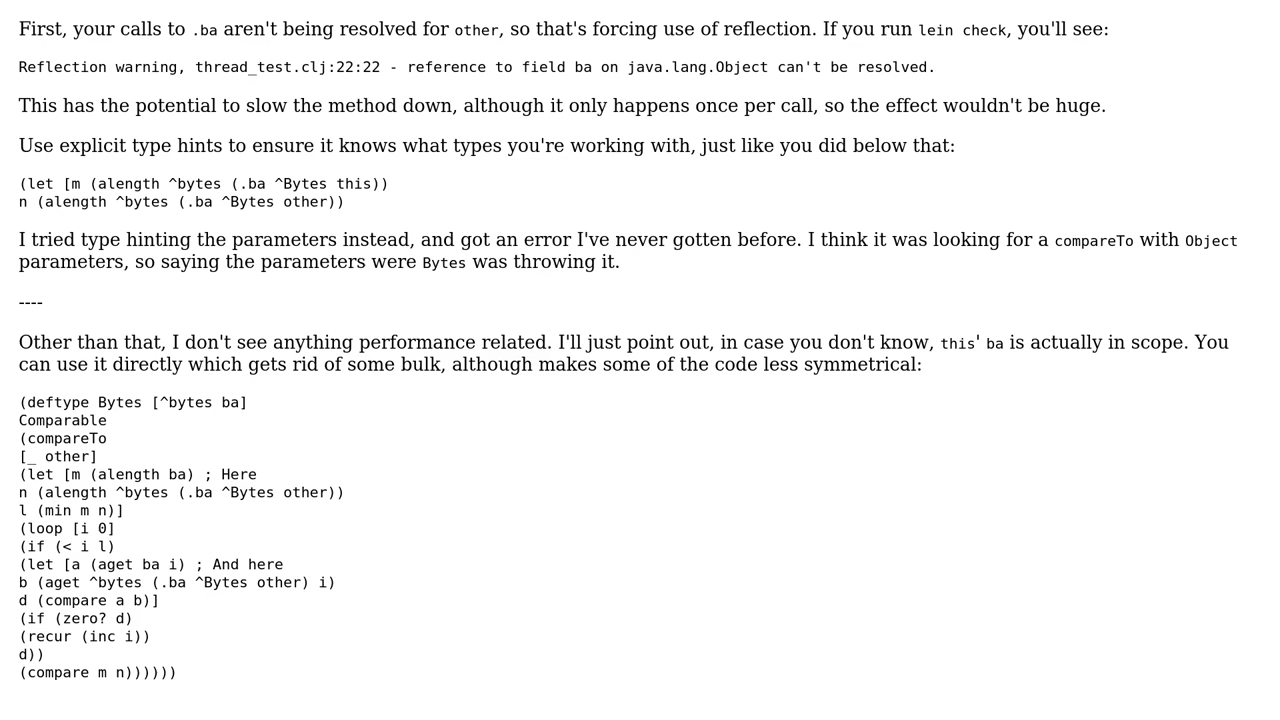 First, your calls to .ba aren't being resolved for other, so that's forcing use of reflection. If you run lein check, you'll see:
Reflection warning, thread_test.clj:22:22 - reference to field ba on java.lang.Object can't be resolved.
This has the potential to slow the method down, although it only happens once per call, so the effect wouldn't be huge.
Use explicit type hints to ensure it knows what types you're working with, just like you did below that:
(let [m (alength ^bytes (.ba ^Bytes this))
n (alength ^bytes (.ba ^Bytes other))
I tried type hinting the parameters instead, and got an error I've never gotten before. I think it was looking for a compareTo with Object
parameters, so saying the parameters were Bytes was throwing it.
----
Other than that, I don't see anything performance related. I'll just point out, in case you don't know, this' ba is actually in scope. You
can use it directly which gets rid of some bulk, although makes some of the code less symmetrical:
(deftype Bytes [^bytes ba]
Comparable
(compareTo
[_ other]
(let [m (alength ba) ; Here
n (alength ^bytes (.ba ^Bytes other))
l (min m n)]
(loop [i 0]
(if (< i l)
(let [a (aget ba i) ; And here
b (aget ^bytes (.ba ^Bytes other) i)
d (compare a b)]
(if (zero? d)
(recur (inc i))
d))
(compare m n))))))